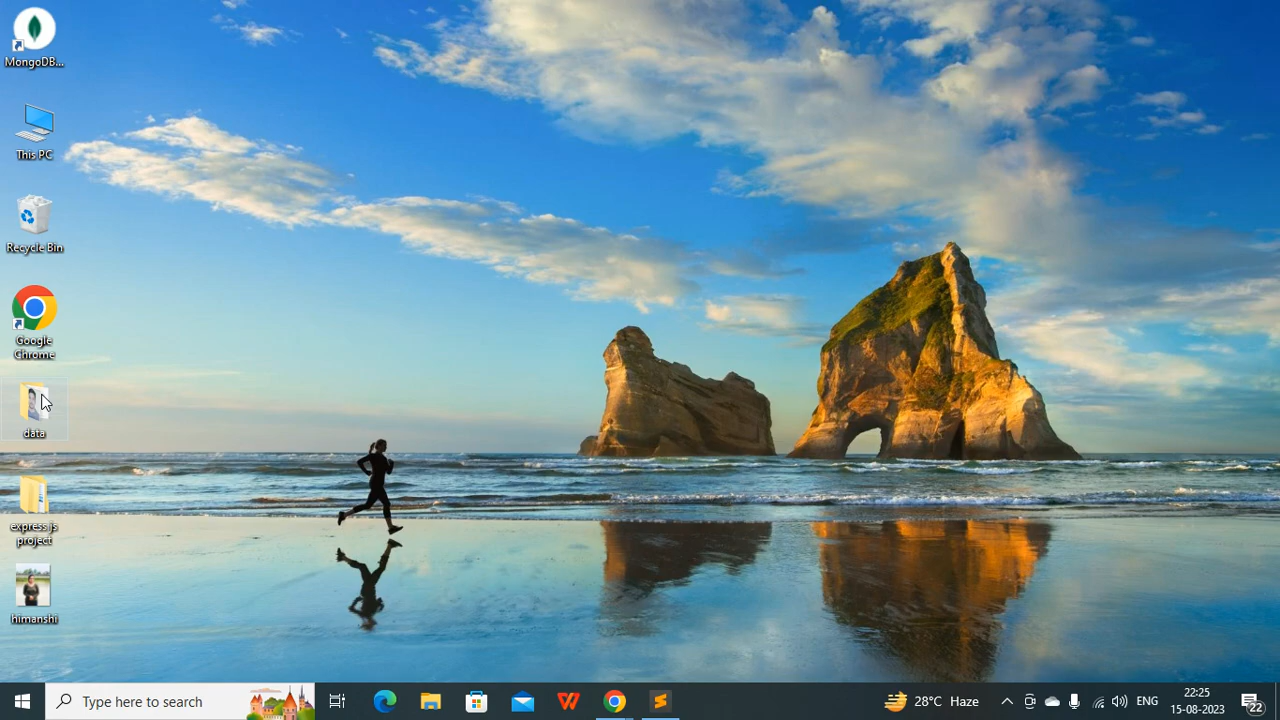 MongoDB...
This PC
Recycle Bin
Google
Chrome
data
express js
project
himanshi
Type here to search
28°C Haze
ENG
22:25
15-08-2023
22